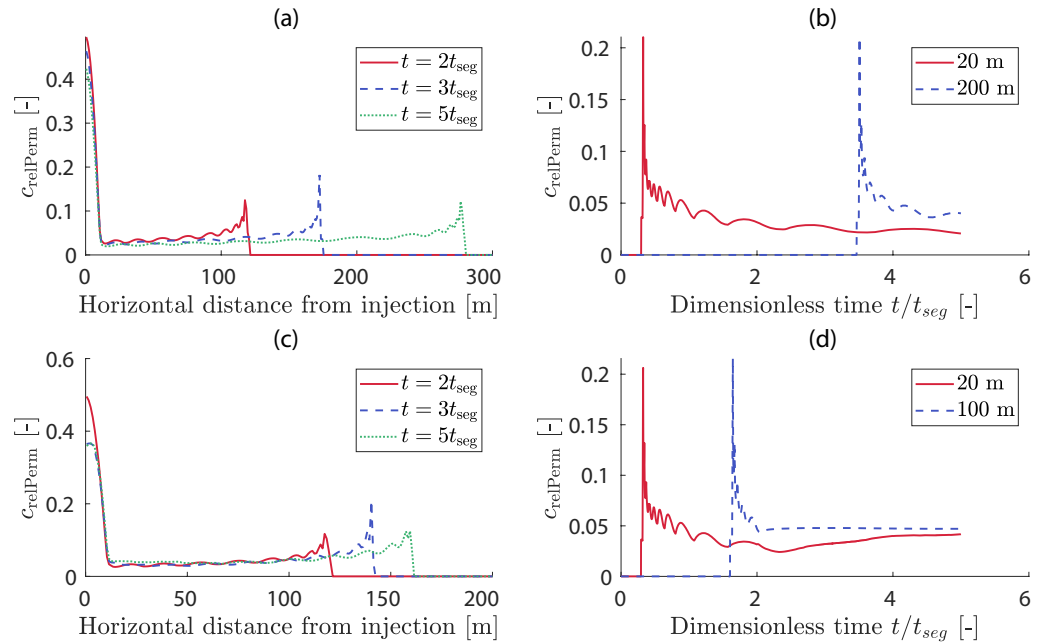 (a)
0.4
0.3
0.2
0.1
0
c_relPerm [-]
t = 2t_seg
t = 3t_seg
t = 5t_seg
0 100 200 300
Horizontal distance from injection [m]
(b)
0.2
0.15
0.1
0.05
0
c_relPerm [-]
20 m
200 m
0 2 4 6
Dimensionless time t/t_seg [-]
(c)
0.6
0.4
0.2
0
c_relPerm [-]
t = 2t_seg
t = 3t_seg
t = 5t_seg
0 50 100 150 200
Horizontal distance from injection [m]
(d)
0.2
0.15
0.1
0.05
0
c_relPerm [-]
20 m
100 m
0 2 4 6
Dimensionless time t/t_seg [-]